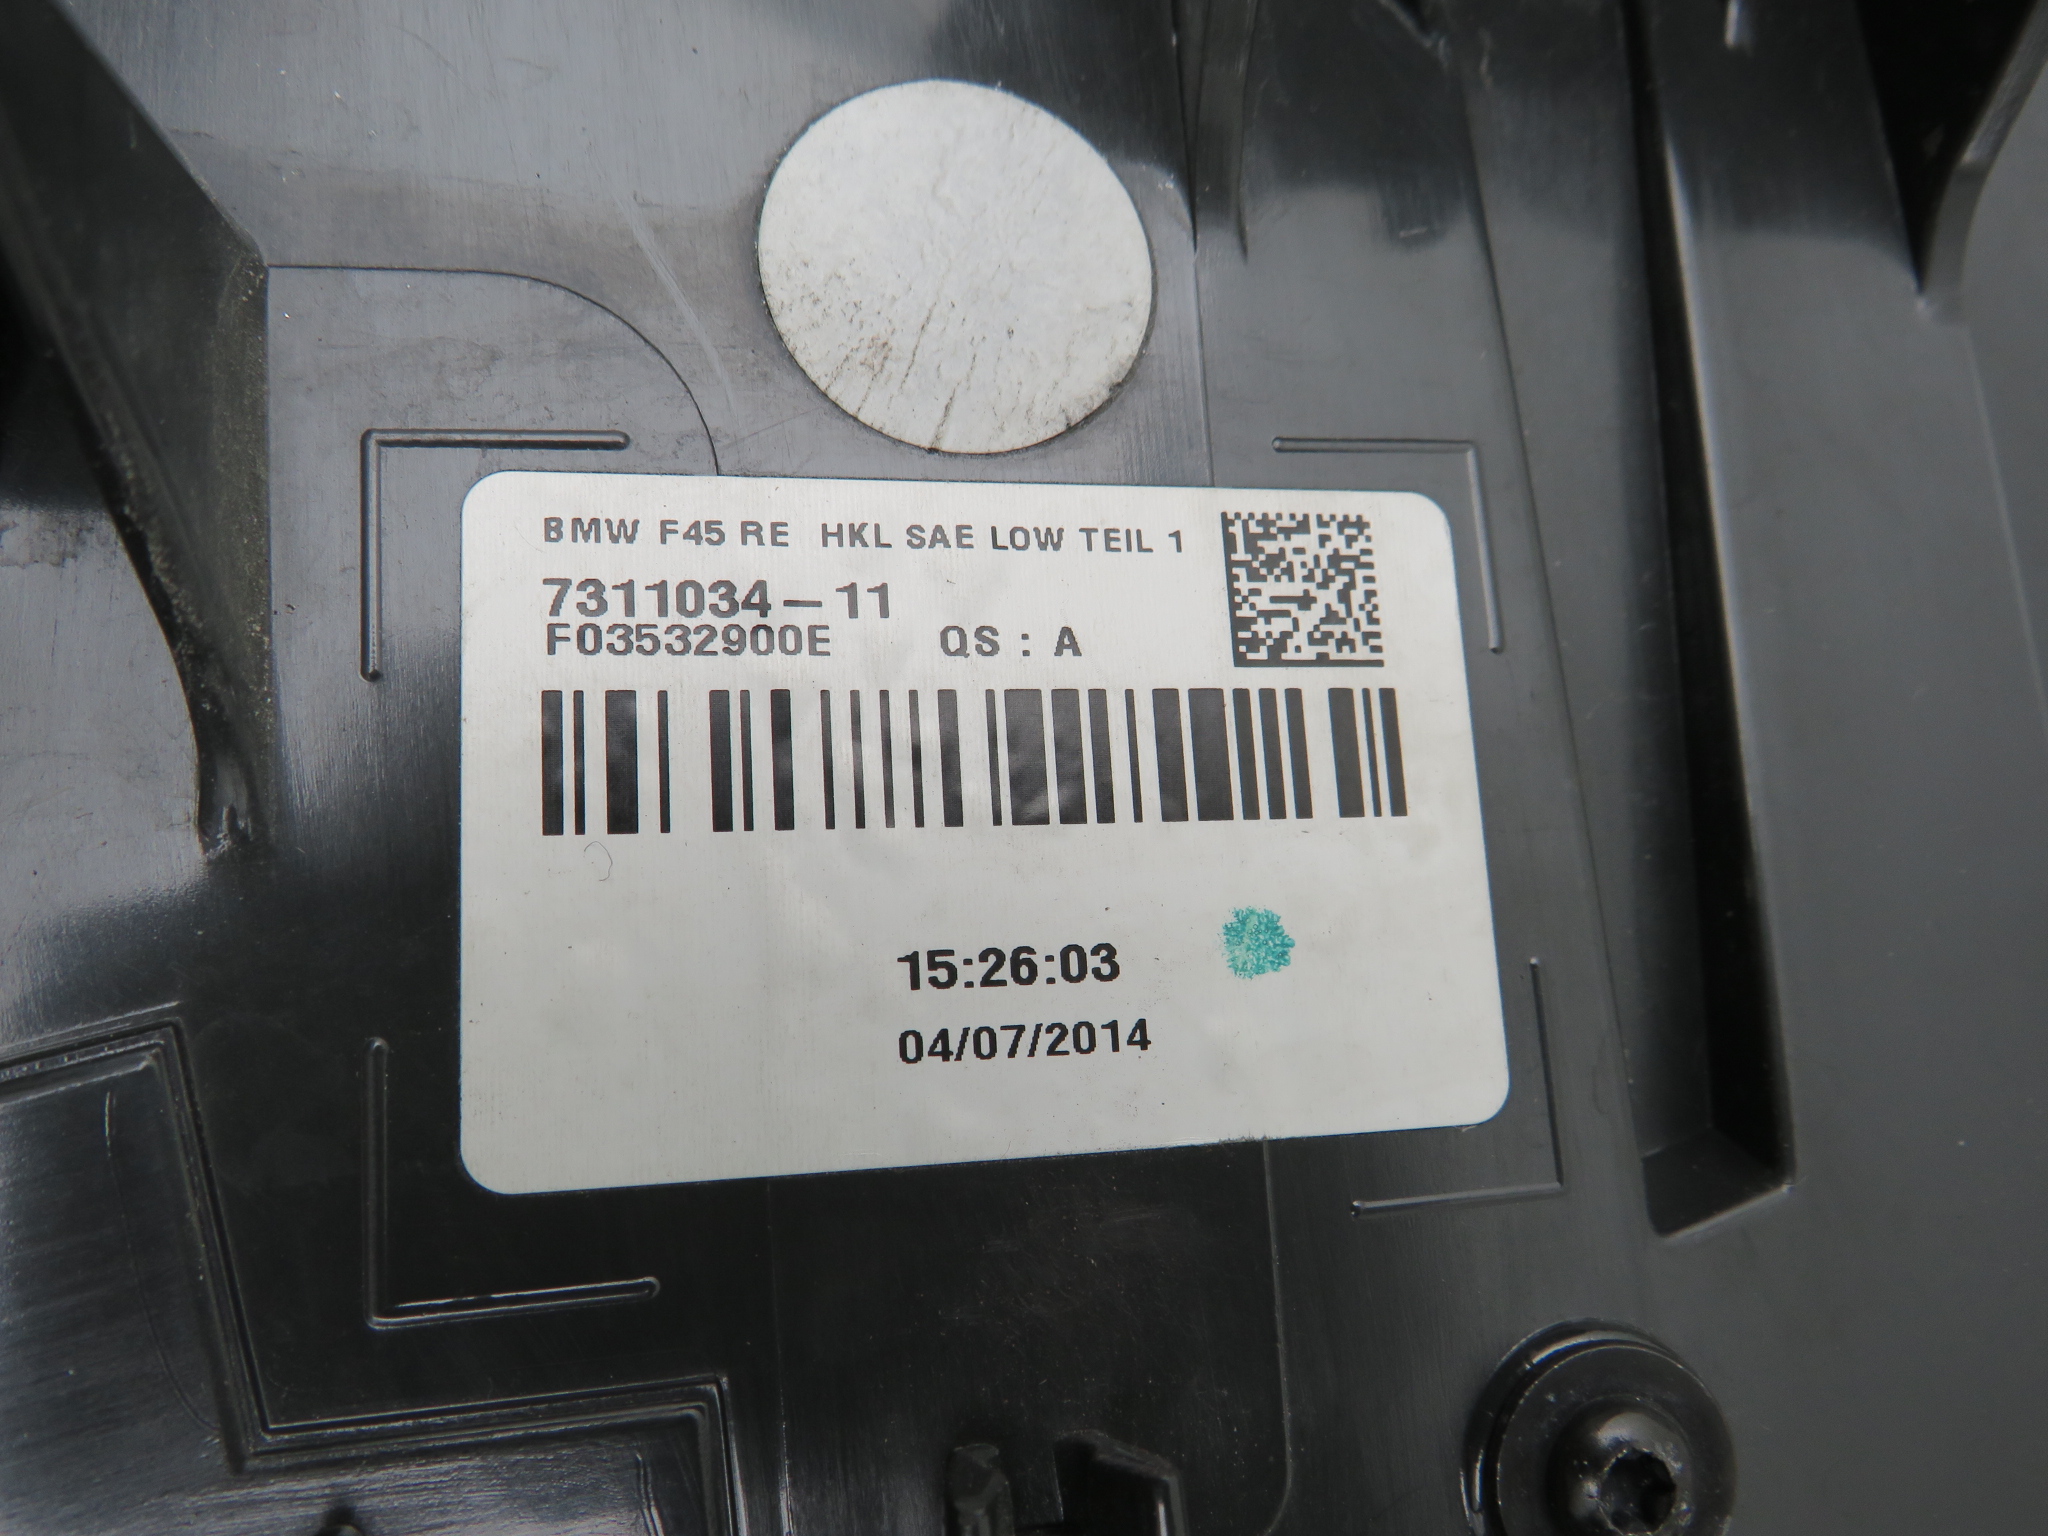 BMW F45 RE HKL SAE LOW TEIL 1
7311034-11
F03532900E QS : A
15:26:03
04/07/2014